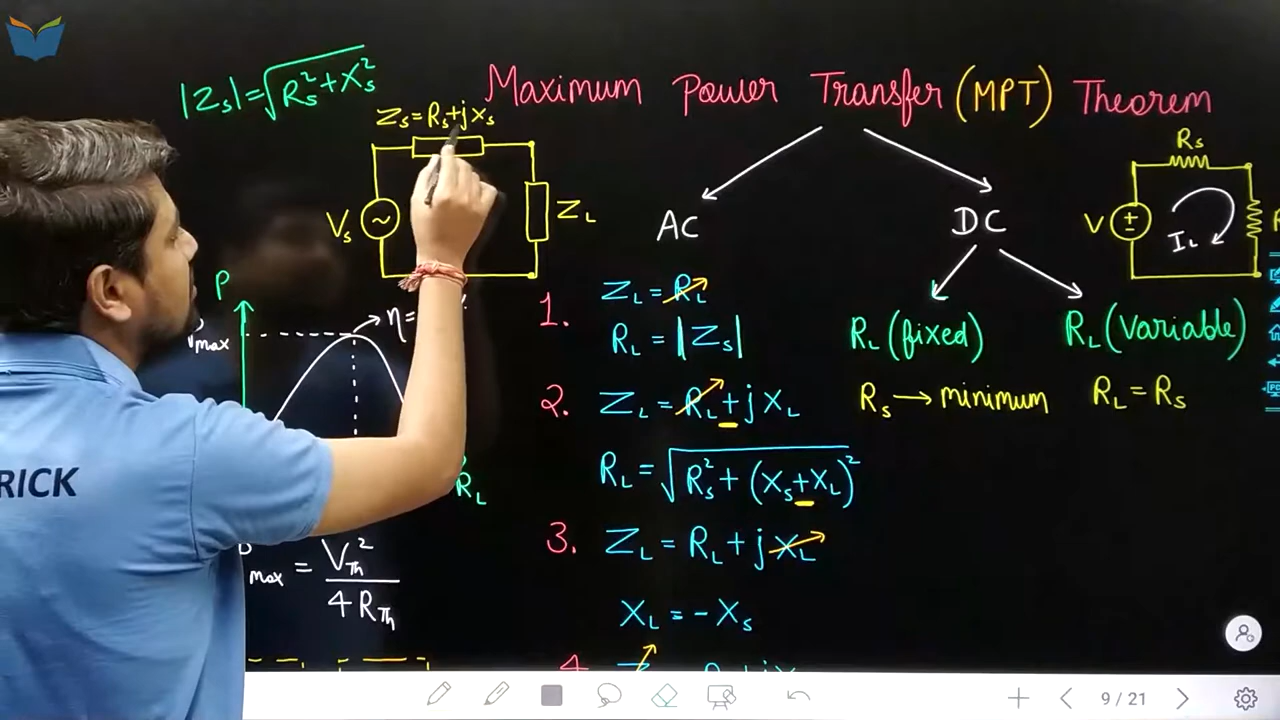 |Zs| = √Rs² + Xs²
Maximum Power Transfer (MPT) Theorem
Zs = Rs + jXs
Vs
ZL
AC
DC
Rs
V
IL
P
η =
max
RL
max = VTh² / 4RTh
1. ZL = RL
RL = |Zs|
2. ZL = RL + jXL
RL = √Rs² + (Xs + XL)²
3. ZL = RL + jXL
XL = -Xs
RL (fixed)
Rs → minimum
RL (variable)
RL = Rs
RICK
9 / 21